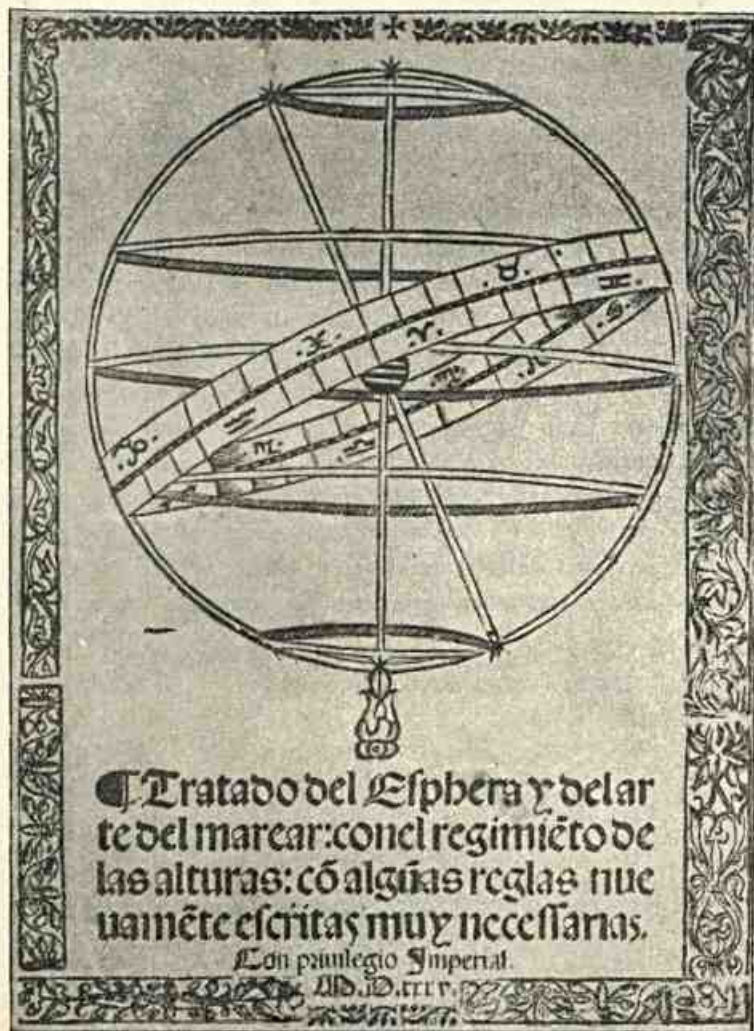 ¶ Tratado del Esphera y del ar
te del marear: con el regimiẽto de
las alturas: cõ algũas reglas nue
uamẽte escritas muy necessarias.
Con priuilegio Imperial.
M.D.xxxv.